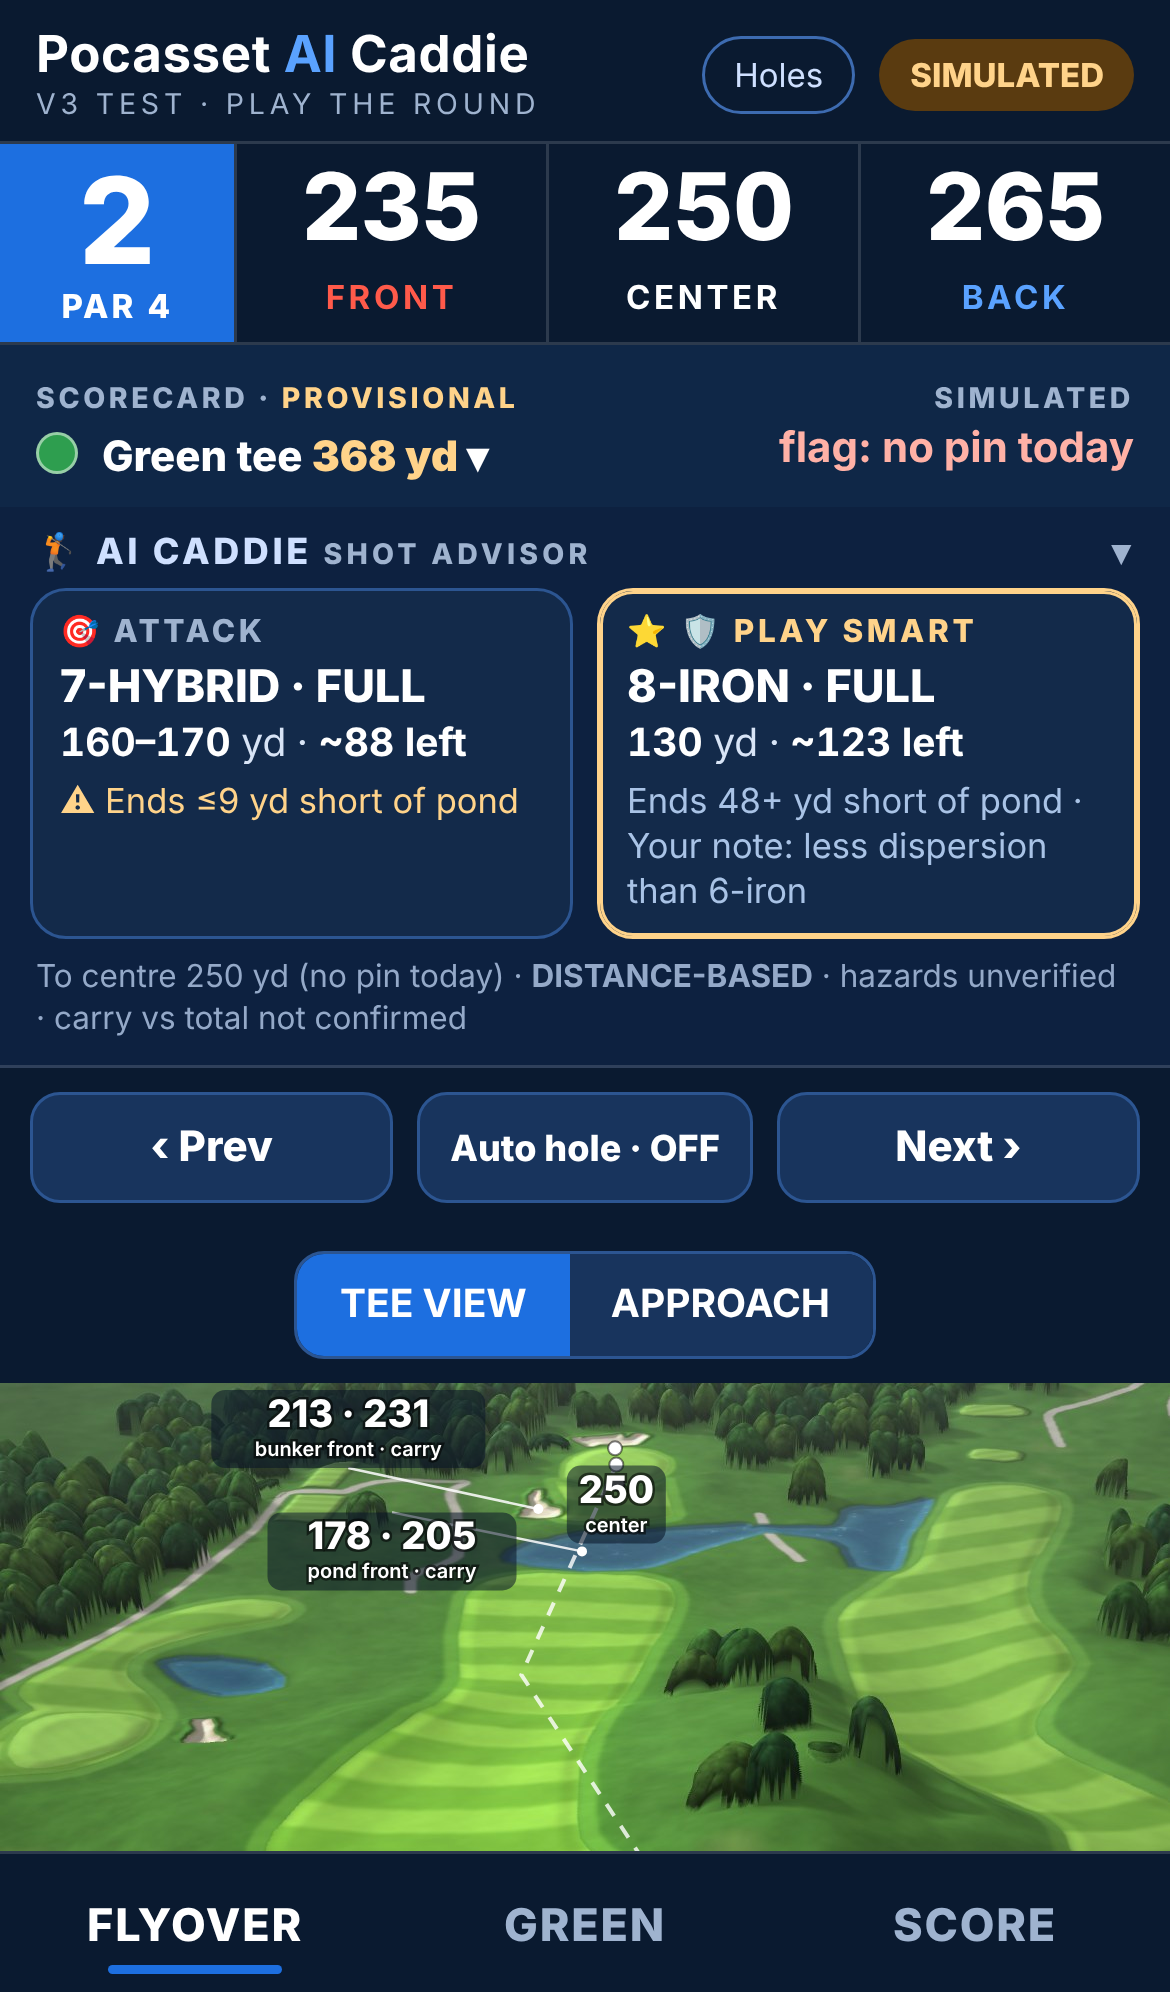 Pocasset AI Caddie
V3 TEST · PLAY THE ROUND
Holes
SIMULATED
2
PAR 4
235
FRONT
250
CENTER
265
BACK
SCORECARD · PROVISIONAL
Green tee 368 yd ▾
SIMULATED
flag: no pin today
AI CADDIE SHOT ADVISOR
▾
ATTACK
7-HYBRID · FULL
160–170 yd · ~88 left
⚠ Ends ≤9 yd short of pond
PLAY SMART
8-IRON · FULL
130 yd · ~123 left
Ends 48+ yd short of pond ·
Your note: less dispersion
than 6-iron
To centre 250 yd (no pin today) · DISTANCE-BASED · hazards unverified
· carry vs total not confirmed
‹ Prev
Auto hole · OFF
Next ›
TEE VIEW
APPROACH
213 · 231
bunker front · carry
250
center
178 · 205
pond front · carry
FLYOVER
GREEN
SCORE